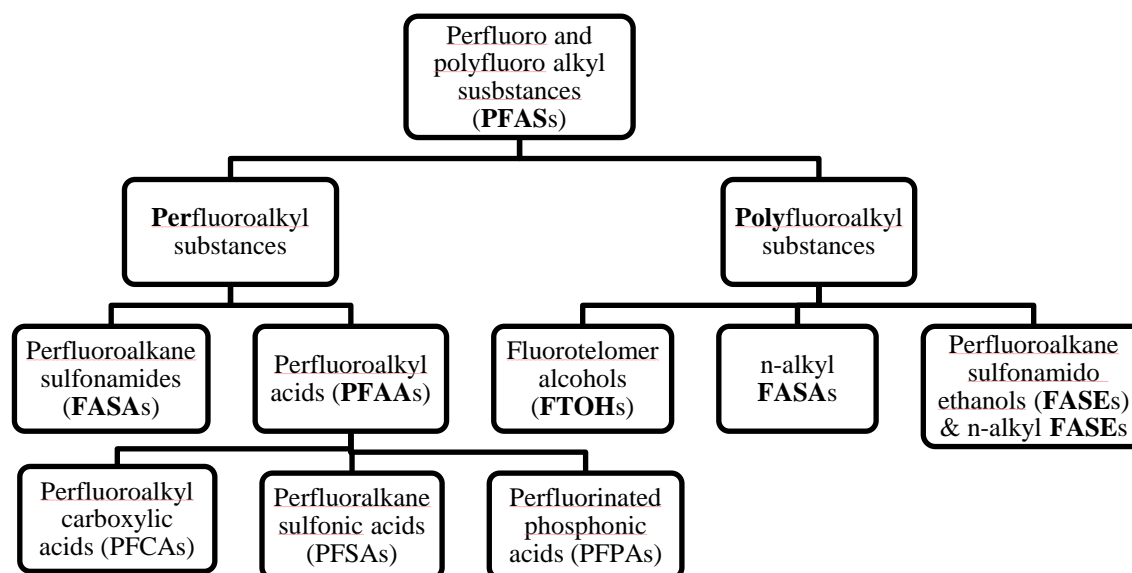 Perfluoro and
polyfluoro alkyl
susbstances
(PFASs)
Perfluoroalkyl
substances
Polyfluoroalkyl
substances
Perfluoroalkane
sulfonamides
(FASAs)
Perfluoroalkyl
acids (PFAAs)
Fluorotelomer
alcohols
(FTOHs)
n-alkyl
FASAs
Perfluoroalkane
sulfonamido
ethanols (FASEs)
& n-alkyl FASEs
Perfluoroalkyl
carboxylic
acids (PFCAs)
Perfluoralkane
sulfonic acids
(PFSAs)
Perfluorinated
phosphonic
acids (PFPAs)